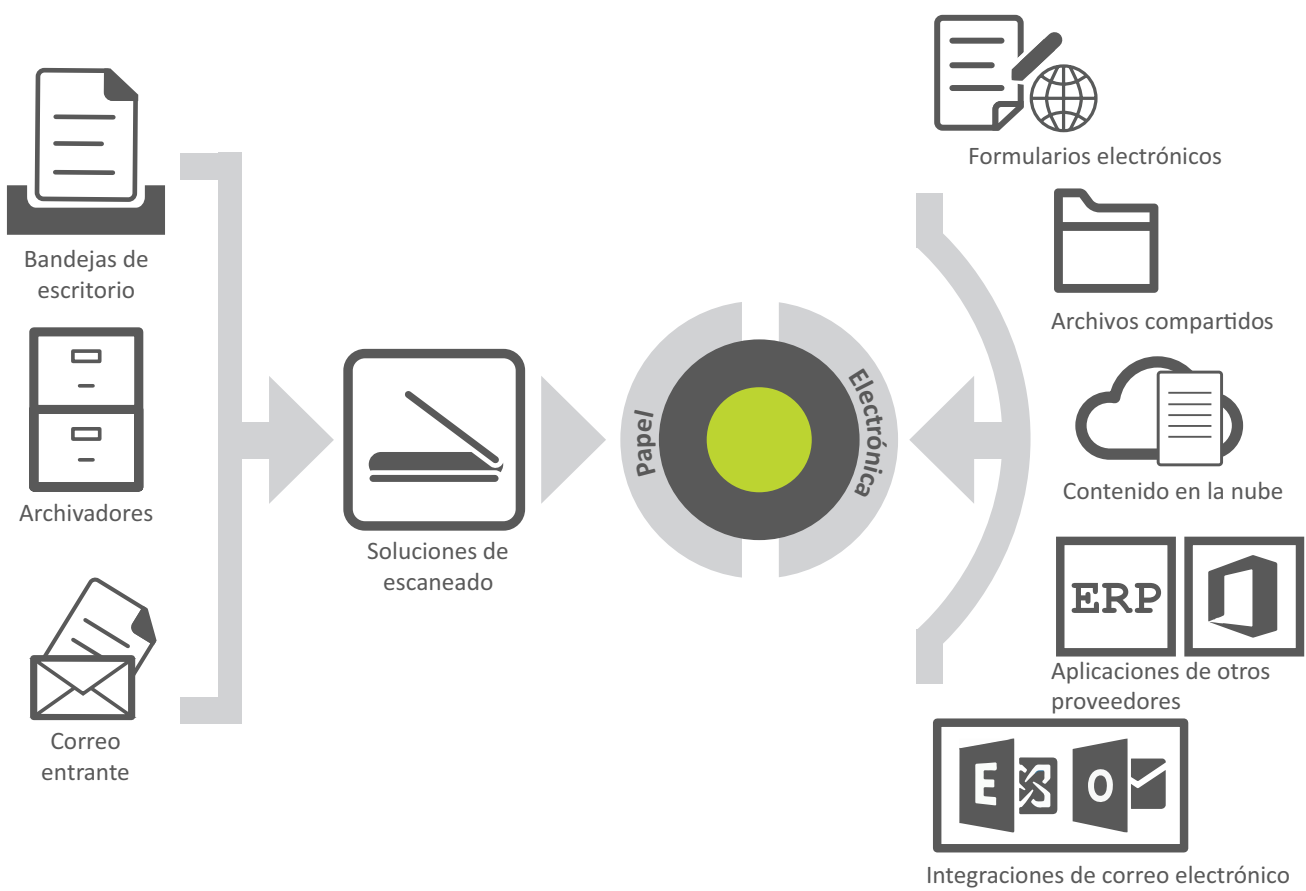 Bandejas de
escritorio
Archivadores
Correo
entrante
Soluciones de
escaneado
Papel
Electrónica
Formularios electrónicos
Archivos compartidos
Contenido en la nube
ERP
Aplicaciones de otros
proveedores
E
O
Integraciones de correo electrónico